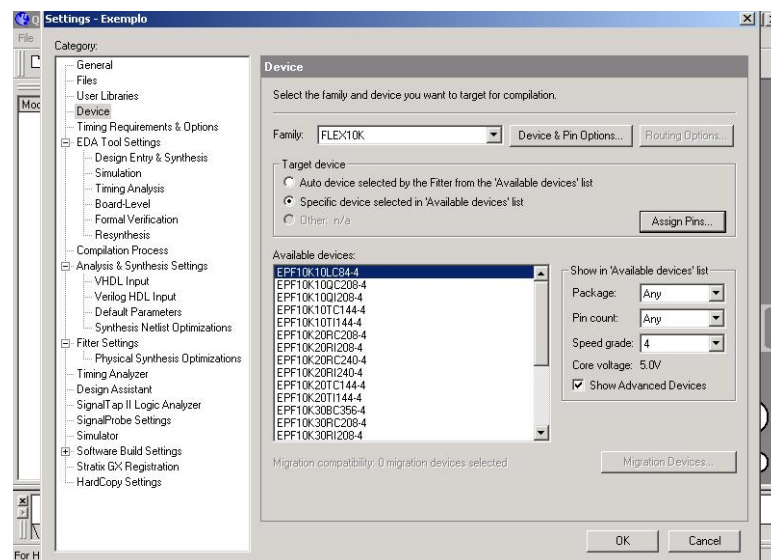 Settings - Exemplo
File
Category:
General
Files
User Libraries
Device
Timing Requirements & Options
EDA Tool Settings
Design Entry & Synthesis
Simulation
Timing Analysis
Board-Level
Formal Verification
Resynthesis
Compilation Process
Analysis & Synthesis Settings
VHDL Input
Verilog HDL Input
Default Parameters
Synthesis Netlist Optimizations
Fitter Settings
Physical Synthesis Optimizations
Timing Analyzer
Design Assistant
SignalTap II Logic Analyzer
SignalProbe Settings
Simulator
Software Build Settings
Stratix GX Registration
HardCopy Settings
Device
Select the family and device you want to target for compilation.
Family: FLEX10K Device & Pin Options... Routing Options...
Target device
Auto device selected by the Fitter from the 'Available devices' list
Specific device selected in 'Available devices' list
Other: n/a
Assign Pins...
Available devices:
EPF10K10LC84-4
EPF10K10QC208-4
EPF10K10QI208-4
EPF10K10TC144-4
EPF10K10TI144-4
EPF10K20RC208-4
EPF10K20RI208-4
EPF10K20RC240-4
EPF10K20RI240-4
EPF10K20TC144-4
EPF10K20TI144-4
EPF10K30BC356-4
EPF10K30RC208-4
EPF10K30RI208-4
Show in 'Available devices' list
Package: Any
Pin count: Any
Speed grade: 4
Core voltage: 5.0V
Show Advanced Devices
Migration compatibility: 0 migration devices selected
Migration Devices...
OK Cancel
For H